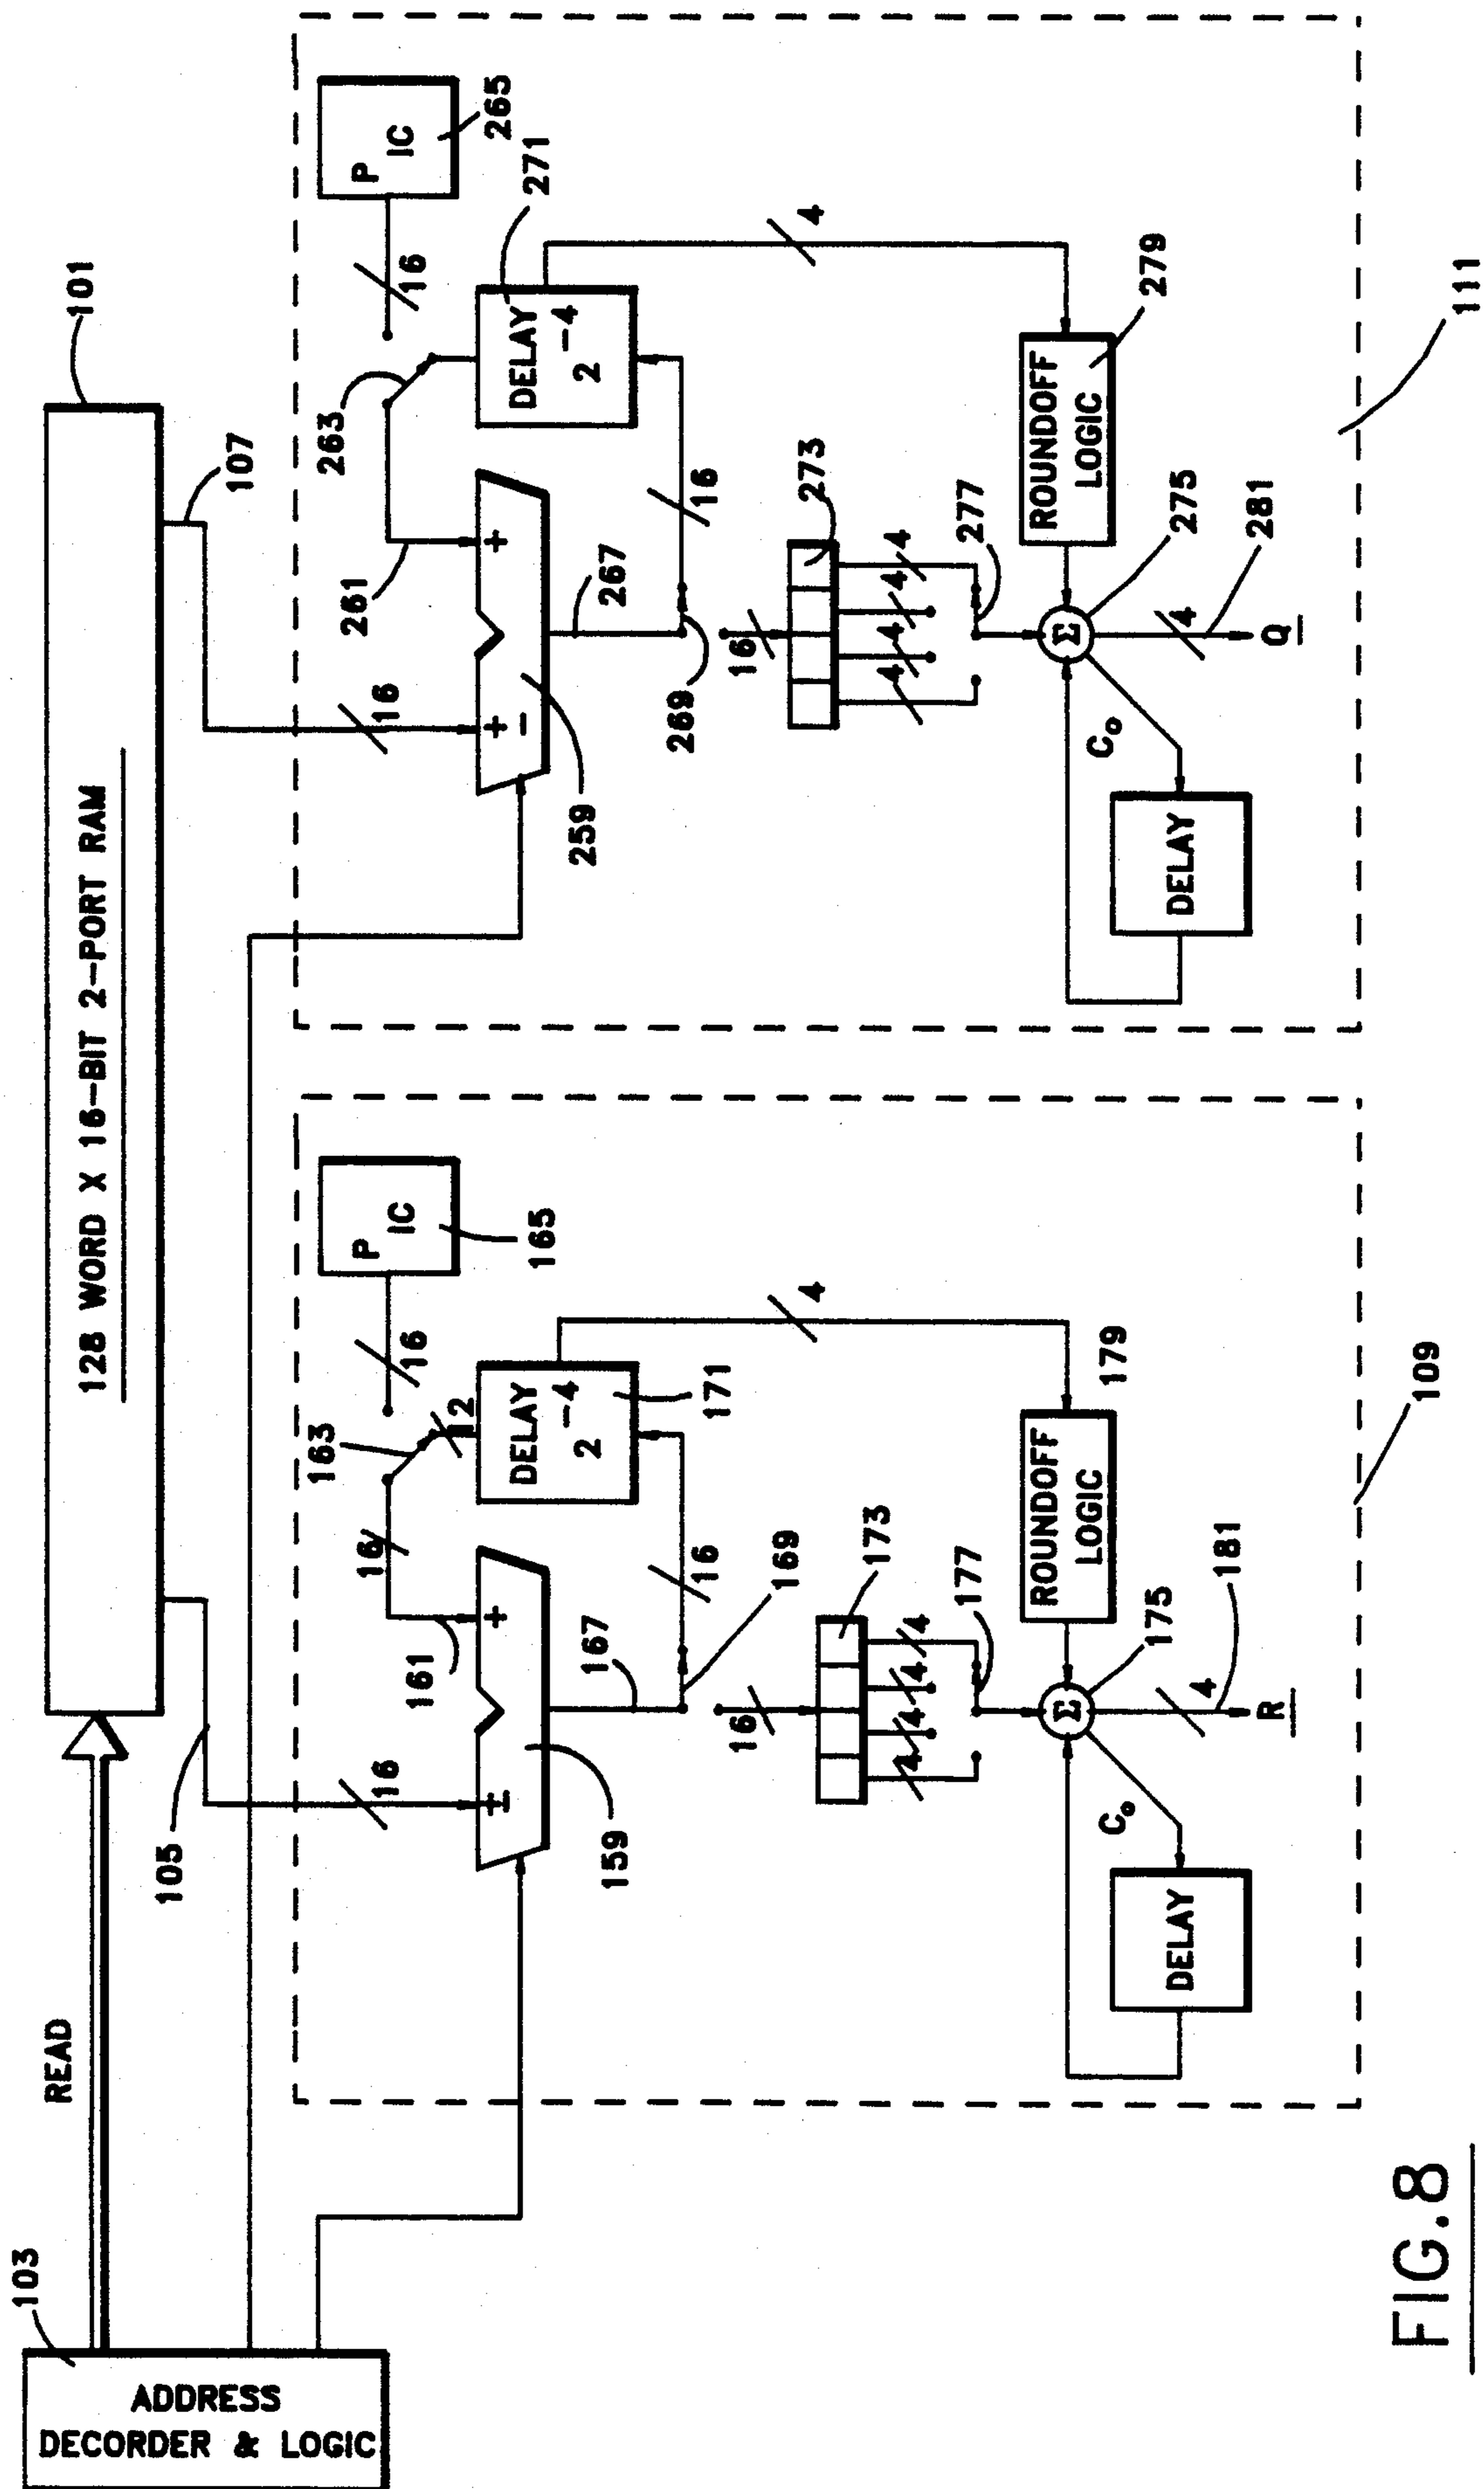 103
ADDRESS
DECORDER & LOGIC
READ
101
128 WORD X 16-BIT 2-PORT RAM
105
107
16
159
+
-
+
161
16
163
12
16
P IC
165
DELAY
2-4
171
167
169
16
4
16
173
4
4
4
4
177
ROUNDOFF
LOGIC
179
Σ
175
Co
DELAY
4
181
R
109
16
259
+
-
+
261
263
16
P IC
265
DELAY
2-4
271
267
269
16
4
16
273
4
4
4
4
277
ROUNDOFF
LOGIC
279
Σ
275
Co
DELAY
4
281
Q
111
FIG.8